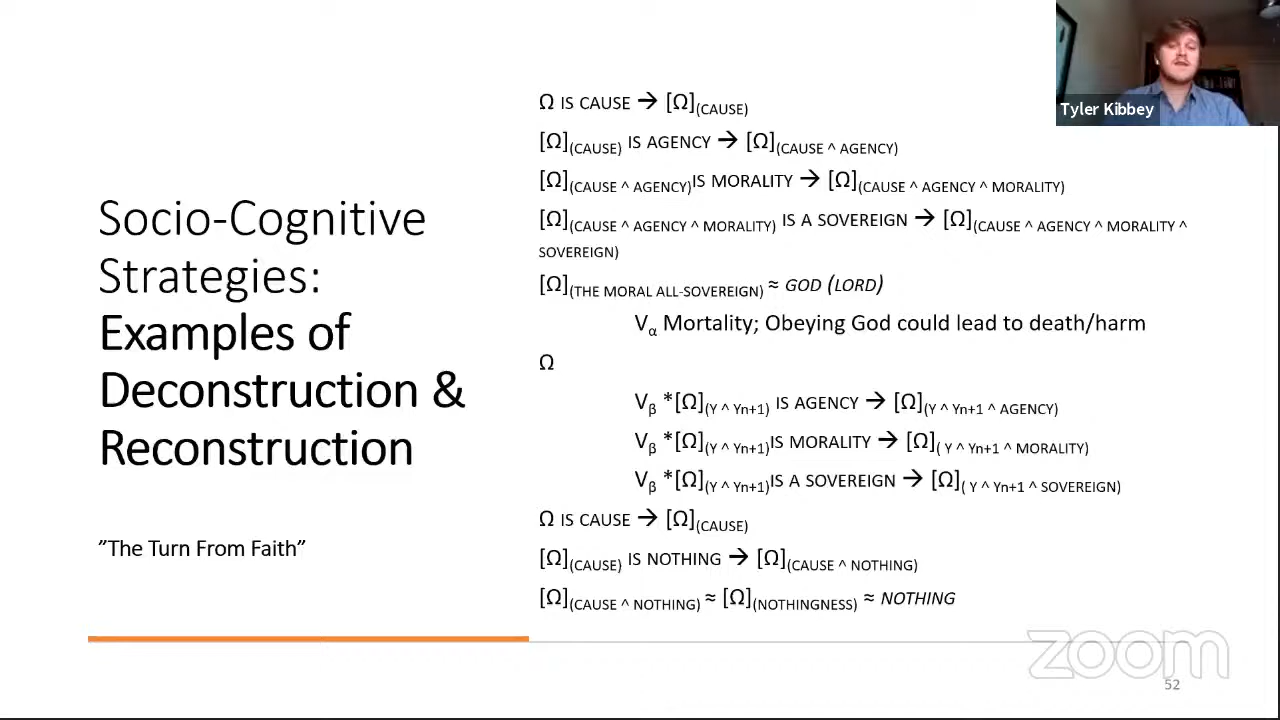 Tyler Kibbey
Socio-Cognitive
Strategies:
Examples of
Deconstruction &
Reconstruction
”The Turn From Faith”
Ω IS CAUSE → [Ω](CAUSE)
[Ω](CAUSE) IS AGENCY → [Ω](CAUSE ^ AGENCY)
[Ω](CAUSE ^ AGENCY)IS MORALITY → [Ω](CAUSE ^ AGENCY ^ MORALITY)
[Ω](CAUSE ^ AGENCY ^ MORALITY) IS A SOVEREIGN → [Ω](CAUSE ^ AGENCY ^ MORALITY ^
SOVEREIGN)
[Ω](THE MORAL ALL-SOVEREIGN) ≈ GOD (LORD)
Vα Mortality; Obeying God could lead to death/harm
Ω
Vβ *[Ω](Y ^ Yn+1) IS AGENCY → [Ω](Y ^ Yn+1 ^ AGENCY)
Vβ *[Ω](Y ^ Yn+1)IS MORALITY → [Ω]( Y ^ Yn+1 ^ MORALITY)
Vβ *[Ω](Y ^ Yn+1)IS A SOVEREIGN → [Ω]( Y ^ Yn+1 ^ SOVEREIGN)
Ω IS CAUSE → [Ω](CAUSE)
[Ω](CAUSE) IS NOTHING → [Ω](CAUSE ^ NOTHING)
[Ω](CAUSE ^ NOTHING) ≈ [Ω](NOTHINGNESS) ≈ NOTHING
zoom
52